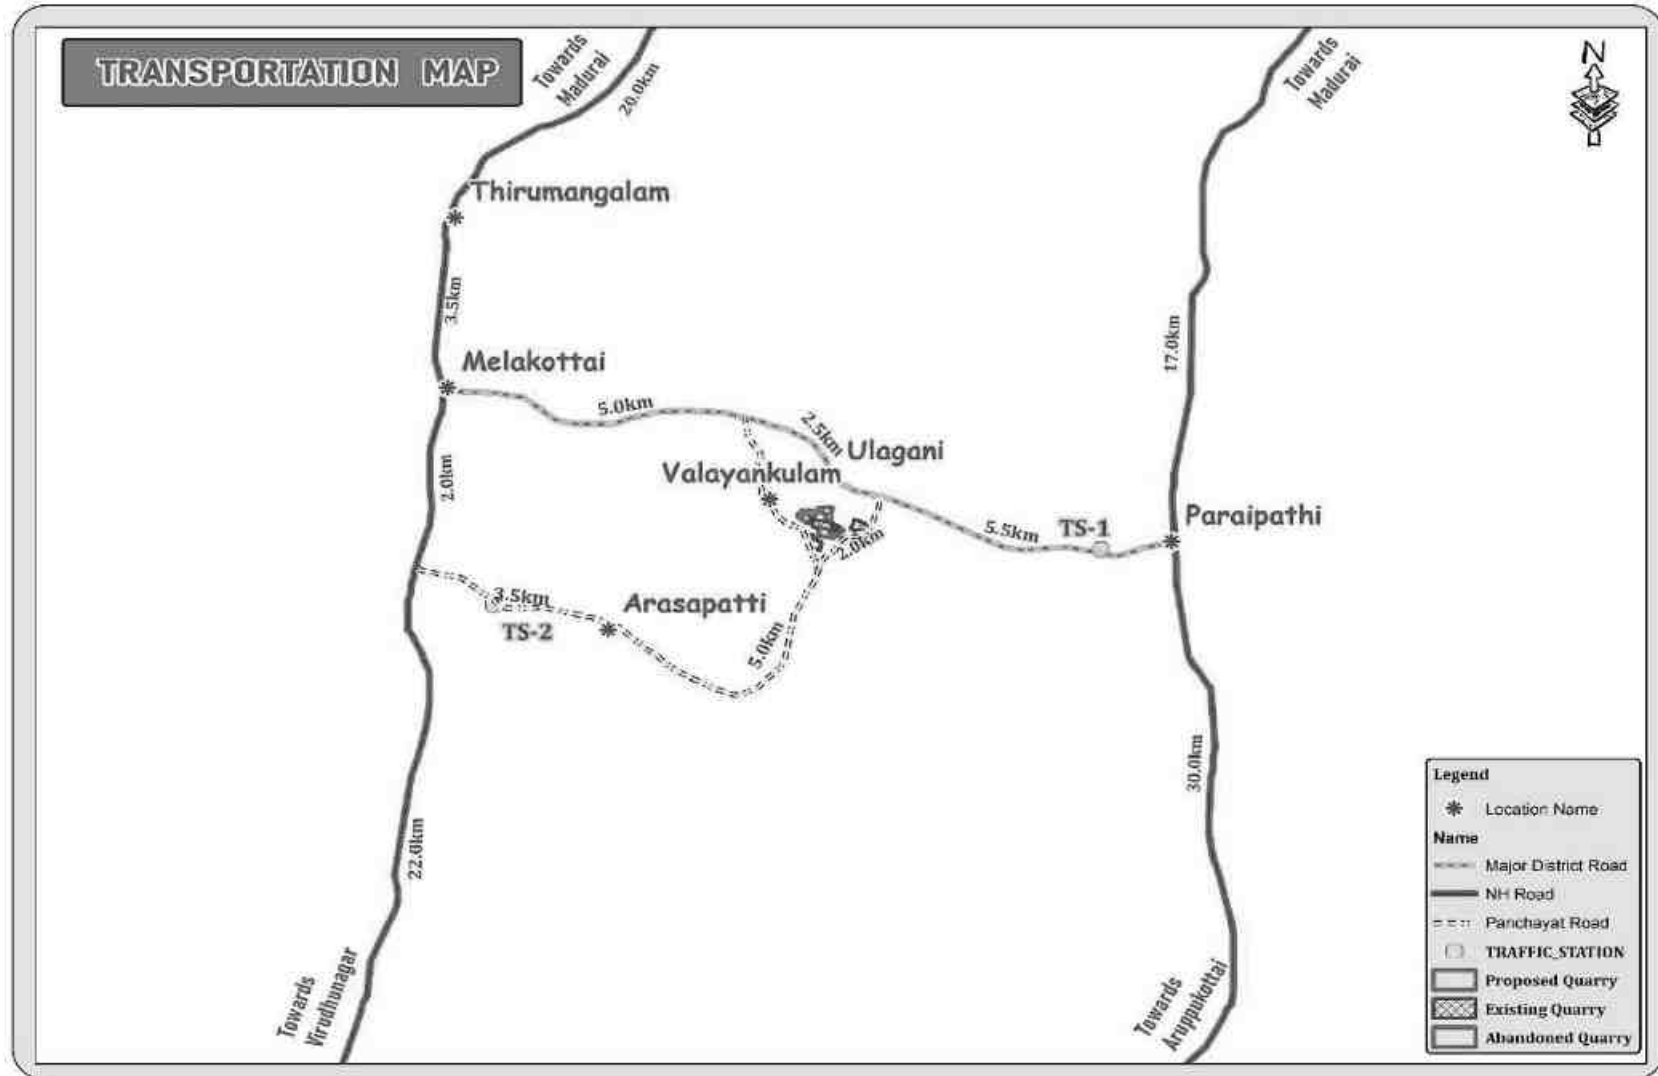 TRANSPORTATION MAP
Towards
Madurai
20.0km
Towards
Madurai
N
Thirumangalam
3.5km
17.0km
Melakottai
5.0km
2.5km
Ulagani
2.0km
Valayankulam
5.5km
TS-1
Paraipathi
2.0km
3.5km
Arasapatti
TS-2
5.0km
30.0km
22.0km
Towards
Virudhunagar
Towards
Aruppukottai
Legend
Location Name
Name
Major District Road
NH Road
Panchayat Road
TRAFFIC_STATION
Proposed Quarry
Existing Quarry
Abandoned Quarry